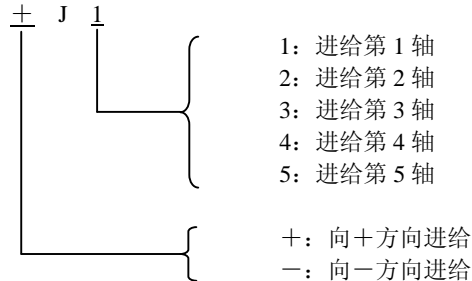 ＋ J 1
1：进给第 1 轴
2：进给第 2 轴
3：进给第 3 轴
4：进给第 4 轴
5：进给第 5 轴
＋：向＋方向进给
－：向－方向进给